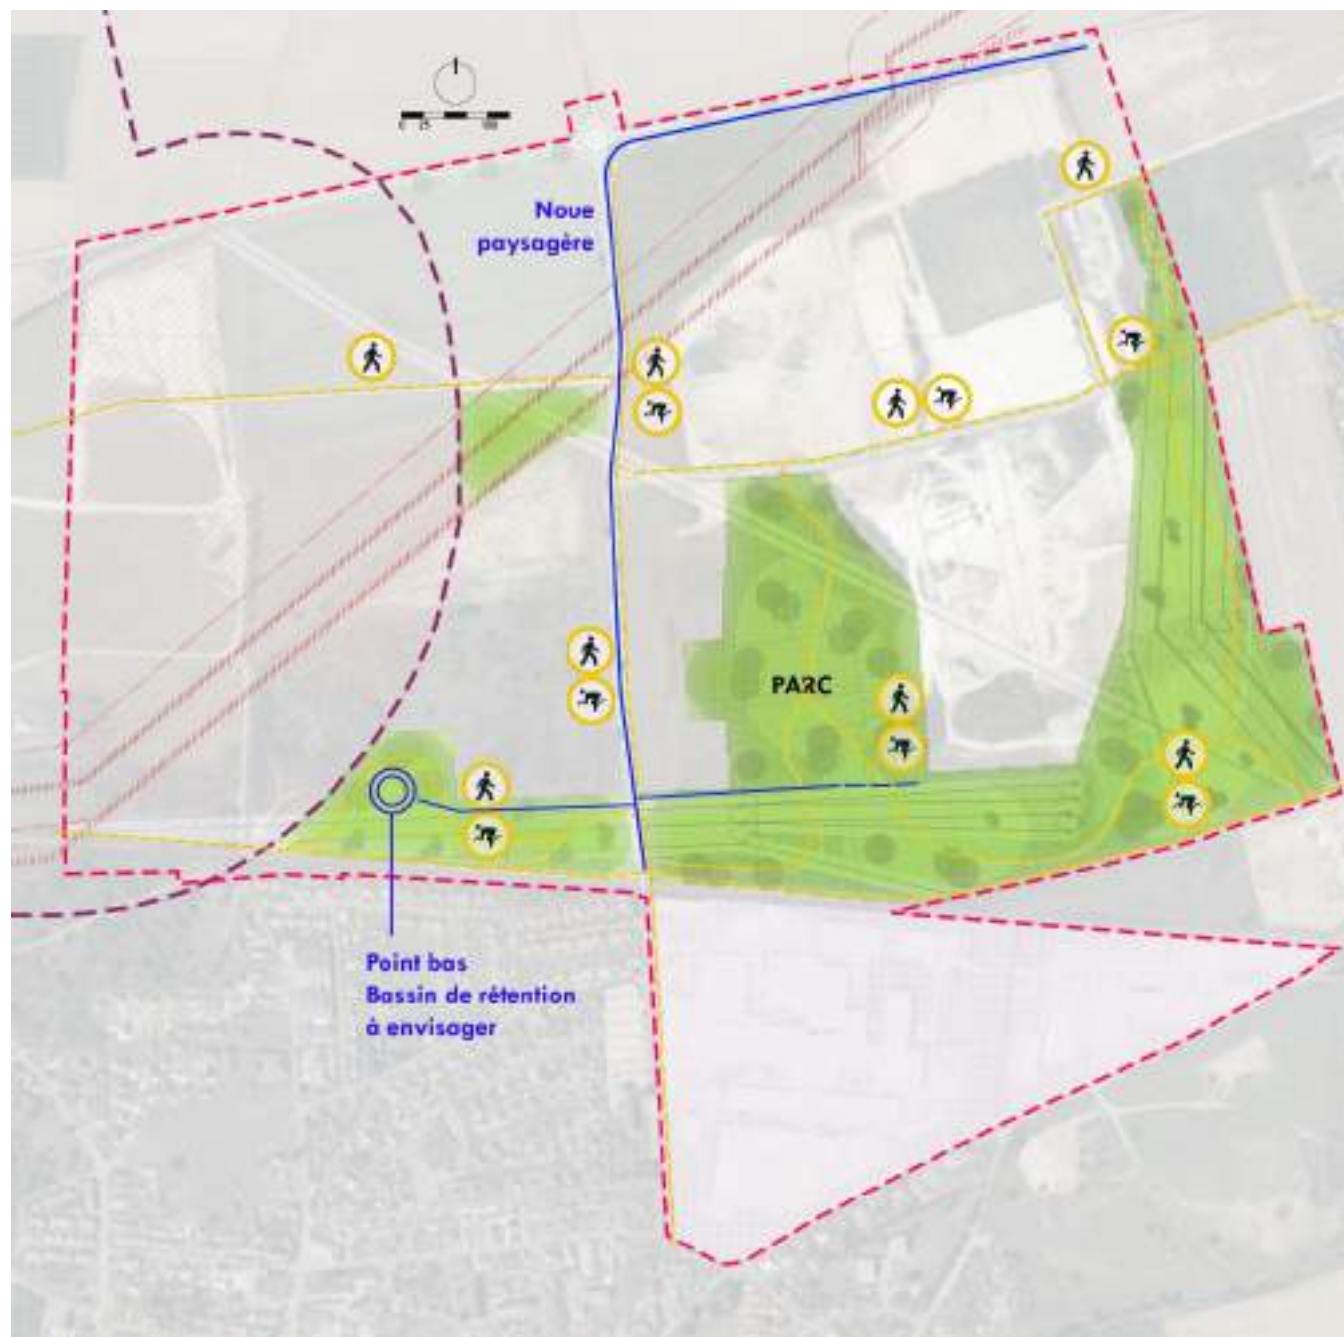 Noue
paysagère
PARC
Point bas
Bassin de rétention
à envisager